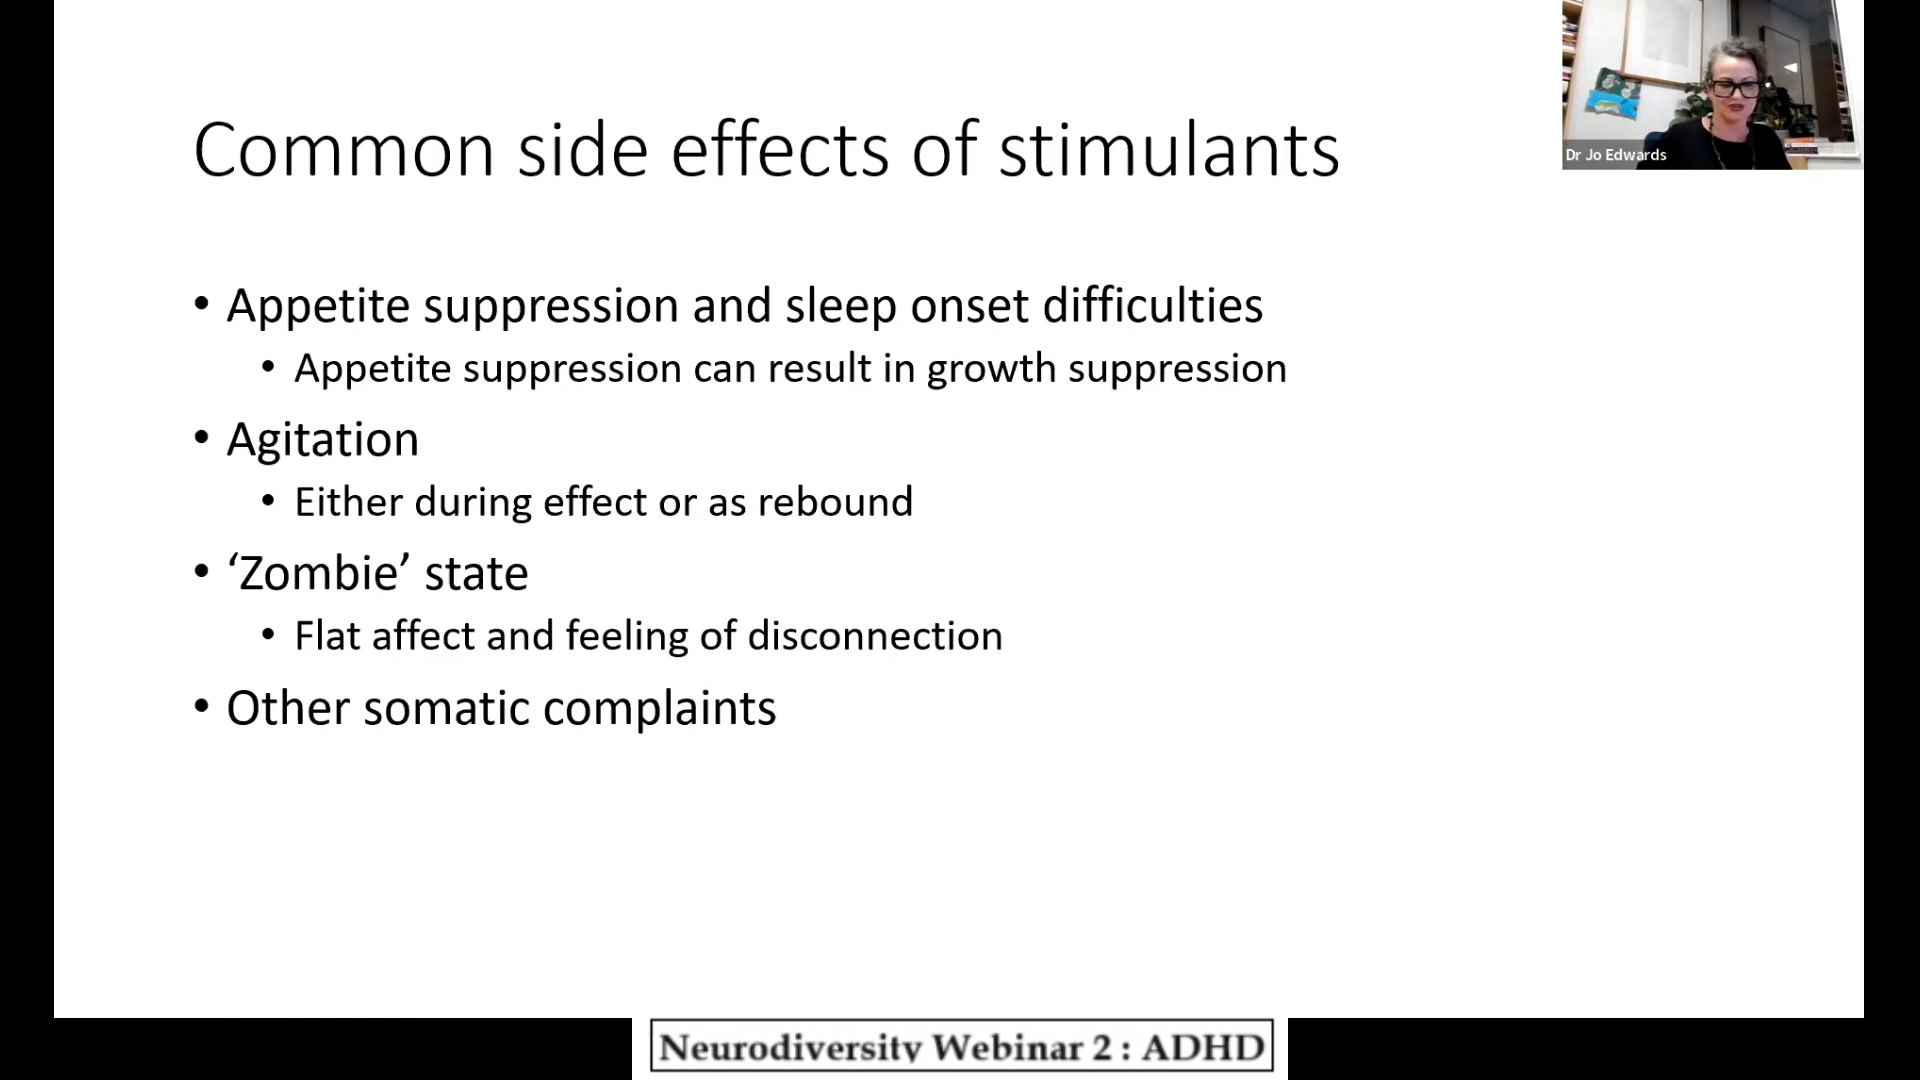 Common side effects of stimulants
Dr Jo Edwards
• Appetite suppression and sleep onset difficulties
• Appetite suppression can result in growth suppression
• Agitation
• Either during effect or as rebound
• ‘Zombie’ state
• Flat affect and feeling of disconnection
• Other somatic complaints
Neurodiversity Webinar 2 : ADHD